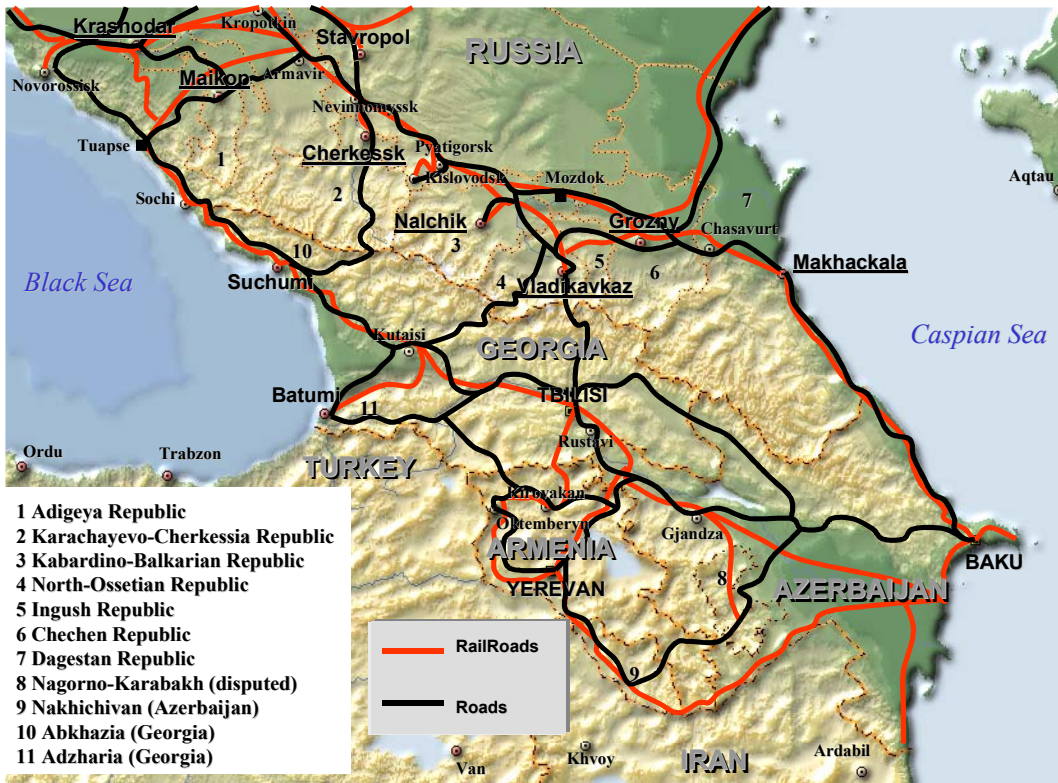 Krasnodar
Kropotkin
Stavropol
RUSSIA
Novorossisk
Maikop
Armavir
Nevinnomyssk
Tuapse
Cherkessk
Pyatigorsk
Kislovodsk
Mozdok
Aqtau
1
2
7
Sochi
Nalchik
Grozny
Chasavurt
3
10
5
6
Makhackala
Black Sea
Suchumi
4
Vladikavkaz
Caspian Sea
Kutaisi
GEORGIA
Batumi
11
TBILISI
Rustavi
Ordu
Trabzon
TURKEY
Kirovakan
Oktemberyn
Gjandza
ARMENIA
BAKU
YEREVAN
8
AZERBAIJAN
1 Adigeya Republic
2 Karachayevo-Cherkessia Republic
3 Kabardino-Balkarian Republic
4 North-Ossetian Republic
5 Ingush Republic
6 Chechen Republic
7 Dagestan Republic
8 Nagorno-Karabakh (disputed)
9 Nakhichivan (Azerbaijan)
10 Abkhazia (Georgia)
11 Adzharia (Georgia)
RailRoads
Roads
9
Van
Khvoy
IRAN
Ardabil